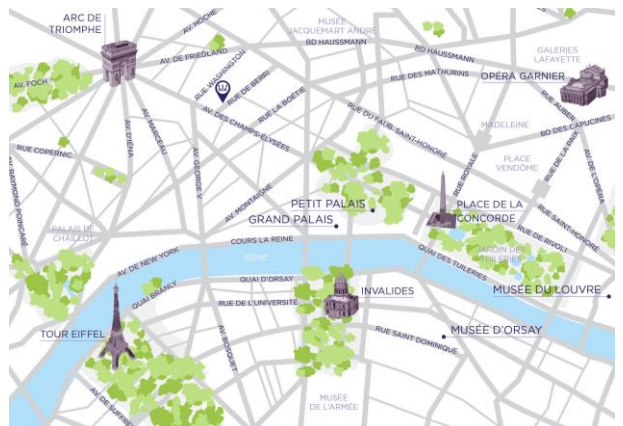 ARC DE
TRIOMPHE
AV. HOCHE
MUSÉE
JACQUEMART ANDRÉ
BD HAUSSMANN
BD HAUSSMANN
GALERIES
LAFAYETTE
AV. DE FRIEDLAND
AV. FOCH
RUE WASHINGTON
RUE DE BERRI
RUE LA BOÉTIE
RUE DES MATHURINS
OPÉRA GARNIER
RUE AUBER
AV. DES CHAMPS-ELYSÉES
RUE DU FAUB. SAINT-HONORÉ
MADELEINE
BD DES CAPUCINES
RUE COPERNIC
AV. D'IÉNA
AV. MARCEAU
AV. GEORGE V
RUE ROYALE
PLACE
VENDÔME
RUE DE LA PAIX
AV. DE L'OPÉRA
AV. RAYMOND POINCARÉ
AV. MONTAIGNE
PETIT PALAIS
GRAND PALAIS
PLACE DE LA
CONCORDE
RUE SAINT-HONORÉ
RUE DE RIVOLI
PALAIS DE
CHAILLOT
AV. DE NEW YORK
COURS LA REINE
SEINE
QUAI DES TUILERIES
JARDIN DES
TUILERIES
QUAI D'ORSAY
QUAI BRANLY
RUE DE L'UNIVERSITÉ
INVALIDES
MUSÉE DU LOUVRE
TOUR EIFFEL
AV. BOSQUET
RUE SAINT DOMINIQUE
MUSÉE D'ORSAY
AV. DE SUFFREN
MUSÉE
DE L'ARMÉE